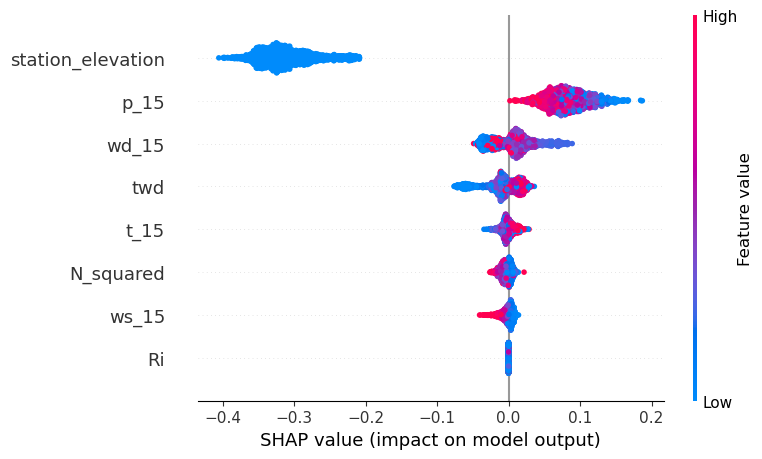 High
station_elevation
p_15
wd_15
twd
t_15
N_squared
ws_15
Ri
Feature value
Low
−0.4 −0.3 −0.2 −0.1 0.0 0.1 0.2
SHAP value (impact on model output)